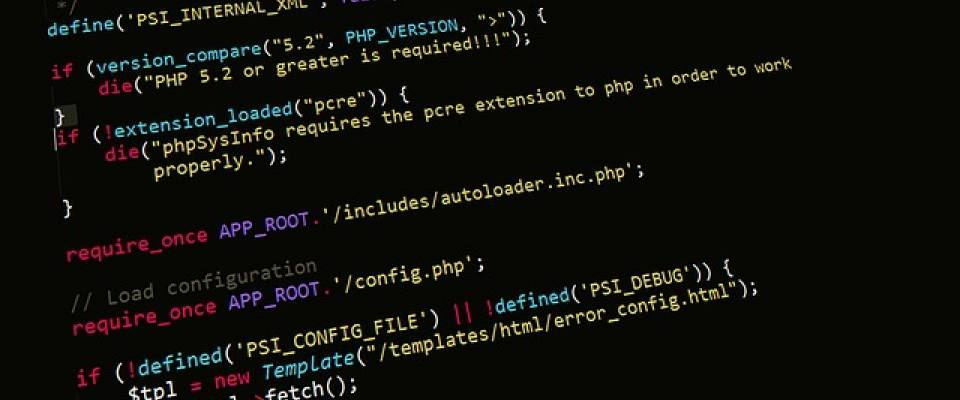 */
define('PSI_INTERNAL_XML',
if (version_compare("5.2", PHP_VERSION, ">")) {
die("PHP 5.2 or greater is required!!!");
}
if (!extension_loaded("pcre")) {
die("phpSysInfo requires the pcre extension to php in order to work
properly.");
}
require_once APP_ROOT.'/includes/autoloader.inc.php';
// Load configuration
require_once APP_ROOT.'/config.php';
if (!defined('PSI_CONFIG_FILE') || !defined('PSI_DEBUG')) {
$tpl = new Template("/templates/html/error_config.html");
>fetch();